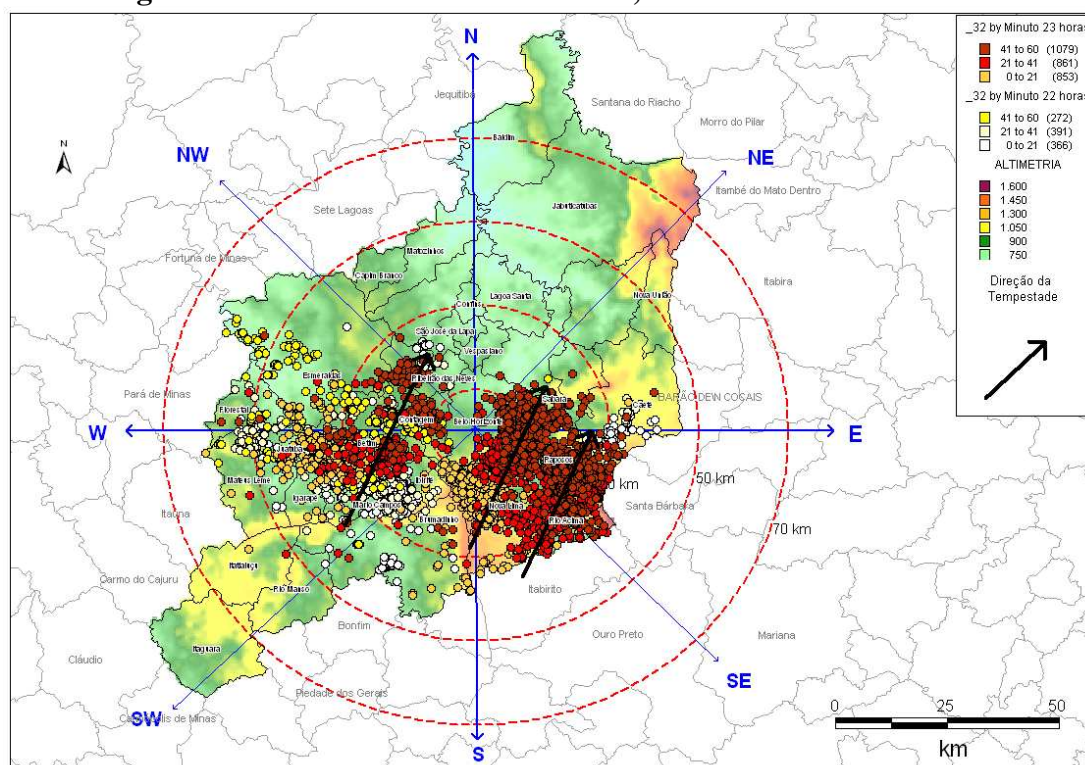 N
Jequitibá
Santana do Riacho
Morro do Pilar
Baldim
N
NW
NE
Itambé do Mato Dentro
Sete Lagoas
Jaboticatubas
Fortuna de Minas
Matozinhos
Capim Branco
Itabira
Lagoa Santa
Nova União
Confins
São José da Lapa
Vespasiano
Esmeraldas
Ribeirão das Neves
Pará de Minas
Sabará
BARAO DE\N COÇAIS
Florestal
Contagem
Belo Horizonte
Caeté
W
E
Betim
Juatuba
Raposos
Mateus Leme
Ibirité
50 km
Igarapé
Mário Campos
Nova Lima
Santa Bárbara
Itaúna
Brumadinho
Rio Acima
70 km
Carmo do Cajuru
Itatiaiuçu
Rio Manso
Itabirito
Bonfim
Ouro Preto
Mariana
Itaguara
Cláudio
SE
Piedade dos Gerais
SW
S
_32 by Minuto 23 horas
41 to 60 (1079)
21 to 41 (861)
0 to 21 (853)
_32 by Minuto 22 horas
41 to 60 (272)
21 to 41 (391)
0 to 21 (366)
ALTIMETRIA
1.600
1.450
1.300
1.050
900
750
Direção da
Tempestade
0 25 50
km